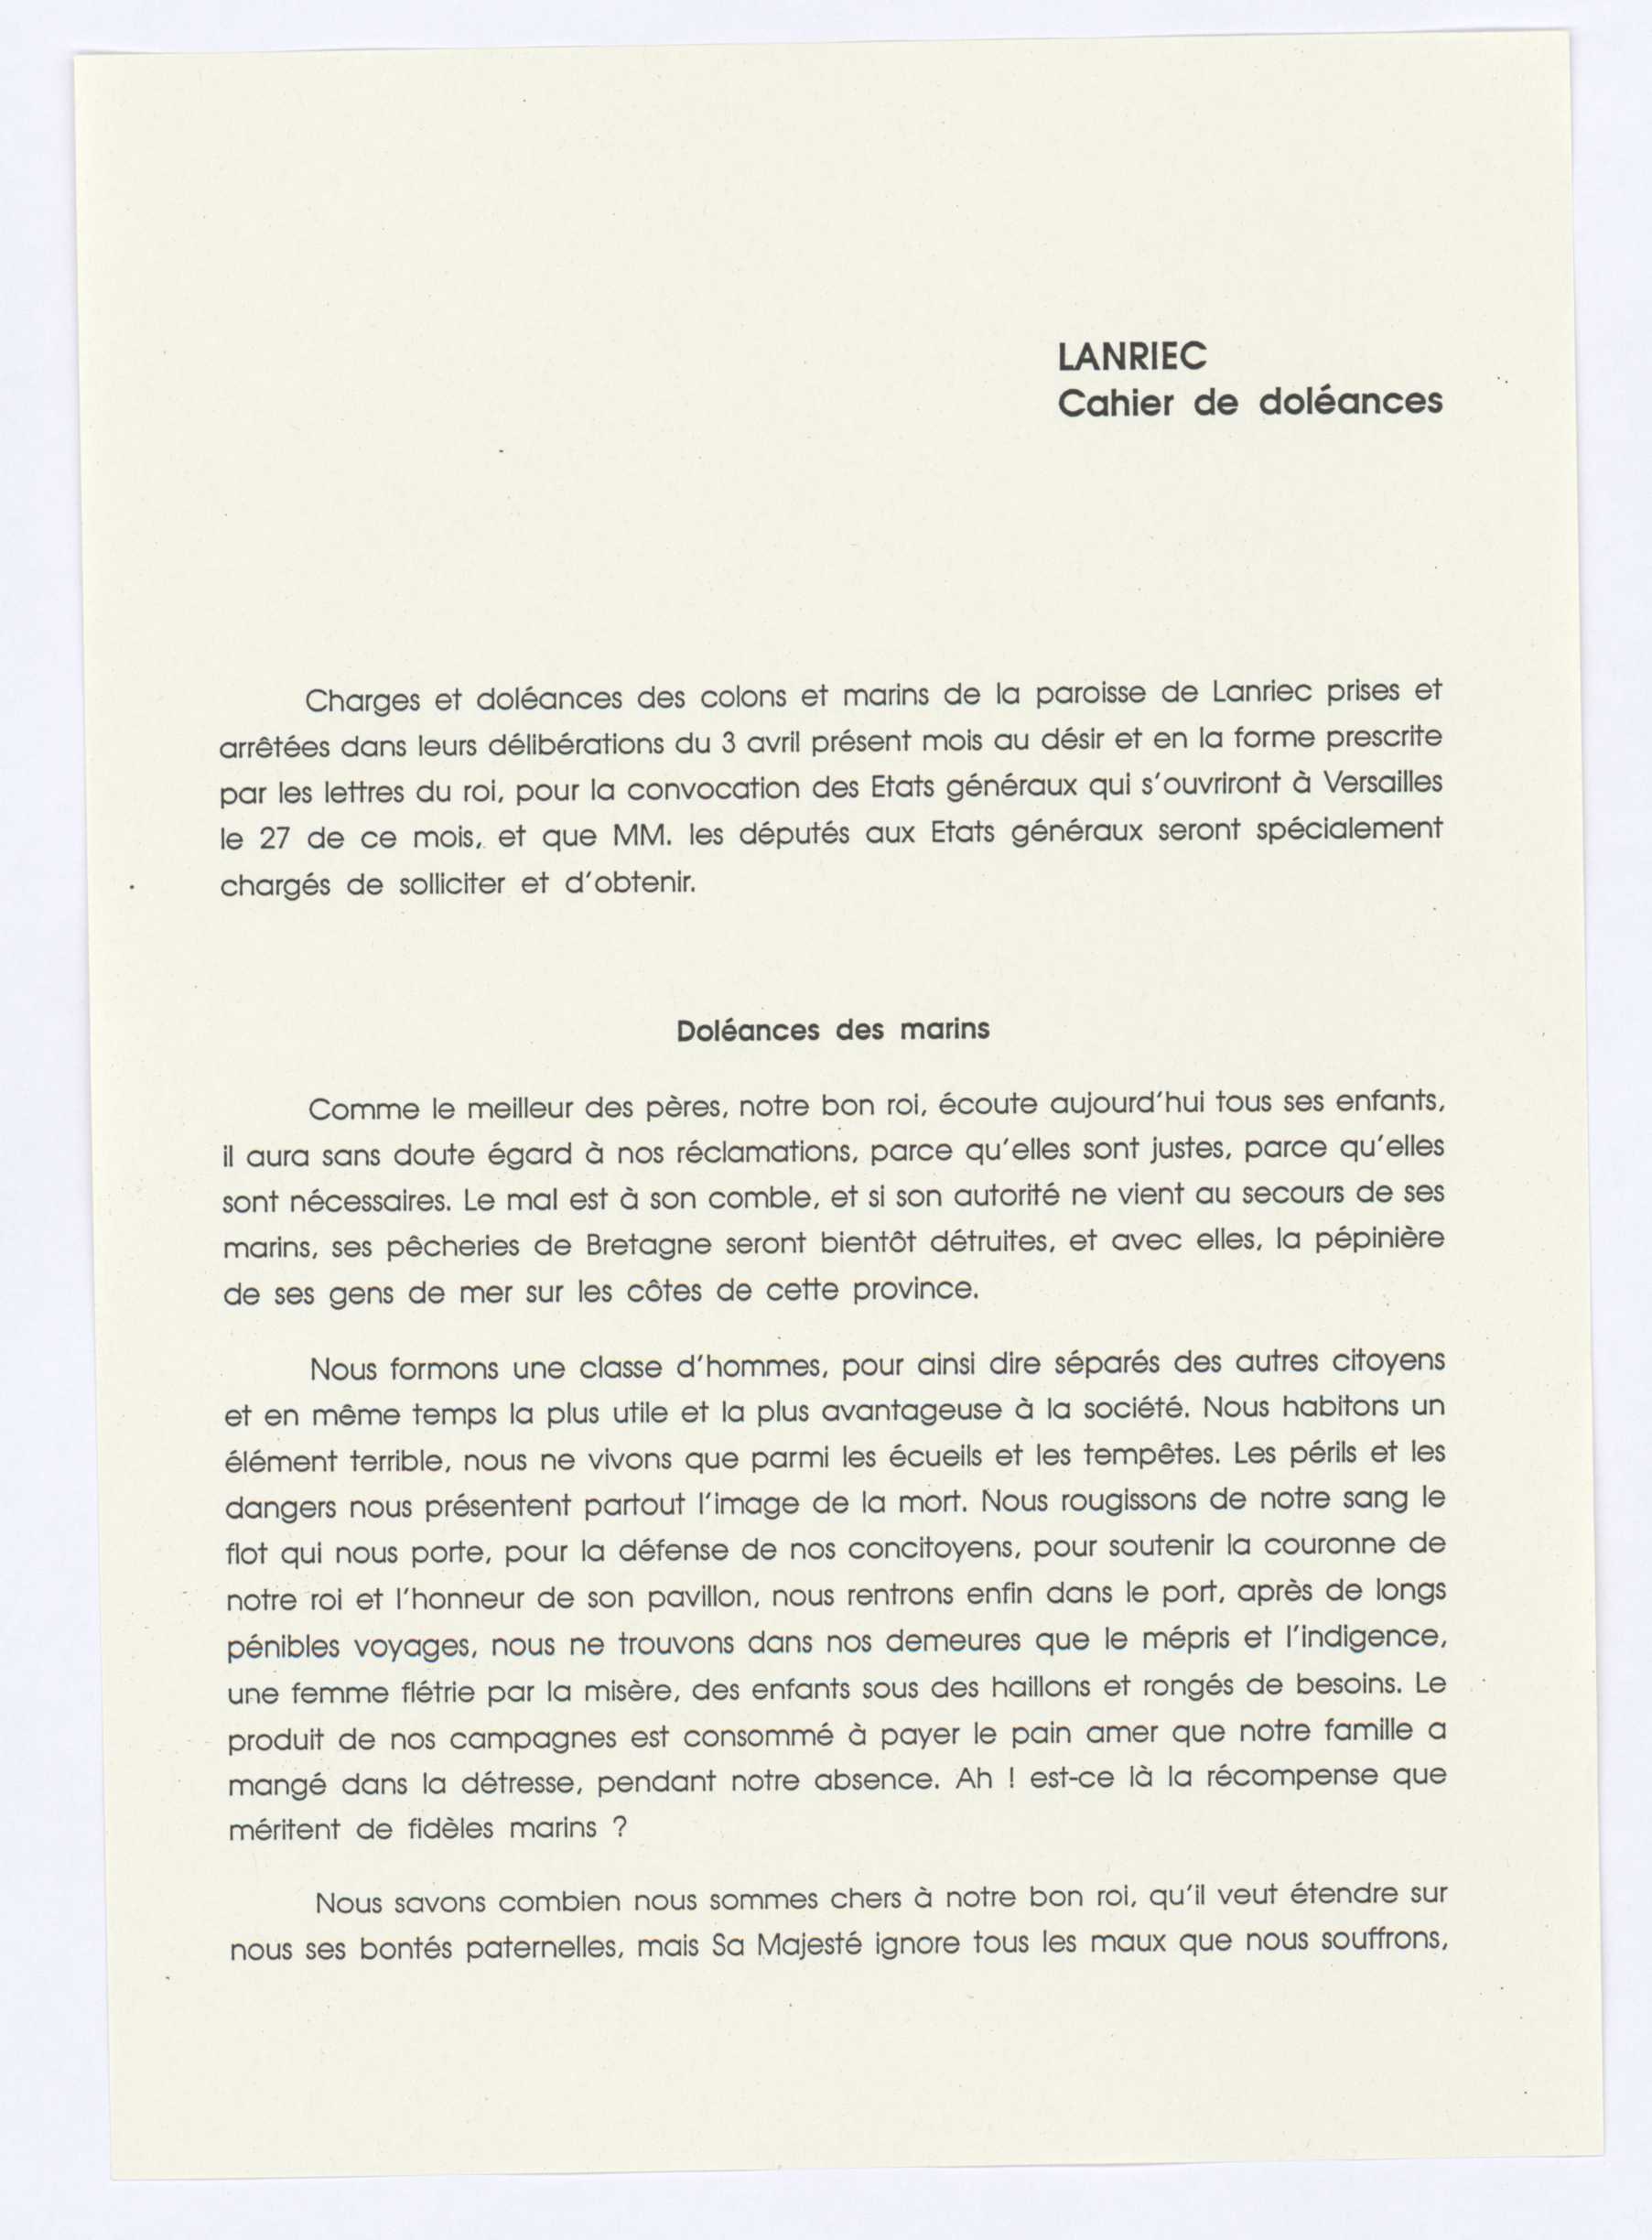 LANRIEC
Cahier de doléances
Charges et doléances des colons et marins de la paroisse de Lanriec prises et
arrêtées dans leurs délibérations du 3 avril présent mois au désir et en la forme prescrite
par les lettres du roi, pour la convocation des Etats généraux qui s'ouvriront à Versailles
le 27 de ce mois, et que MM. les députés aux Etats généraux seront spécialement
chargés de solliciter et d'obtenir.
Doléances des marins
Comme le meilleur des pères, notre bon roi, écoute aujourd'hui tous ses enfants,
il aura sans doute égard à nos réclamations, parce qu'elles sont justes, parce qu'elles
sont nécessaires. Le mal est à son comble, et si son autorité ne vient au secours de ses
marins, ses pêcheries de Bretagne seront bientôt détruites, et avec elles, la pépinière
de ses gens de mer sur les côtes de cette province.
Nous formons une classe d'hommes, pour ainsi dire séparés des autres citoyens
et en même temps la plus utile et la plus avantageuse à la société. Nous habitons un
élément terrible, nous ne vivons que parmi les écueils et les tempêtes. Les périls et les
dangers nous présentent partout l'image de la mort. Nous rougissons de notre sang le
flot qui nous porte, pour la défense de nos concitoyens, pour soutenir la couronne de
notre roi et l'honneur de son pavillon, nous rentrons enfin dans le port, après de longs
pénibles voyages, nous ne trouvons dans nos demeures que le mépris et l'indigence,
une femme flétrie par la misère, des enfants sous des haillons et rongés de besoins. Le
produit de nos campagnes est consommé à payer le pain amer que notre famille a
mangé dans la détresse, pendant notre absence. Ah ! est-ce là la récompense que
méritent de fidèles marins ?
Nous savons combien nous sommes chers à notre bon roi, qu'il veut étendre sur
nous ses bontés paternelles, mais Sa Majesté ignore tous les maux que nous souffrons,